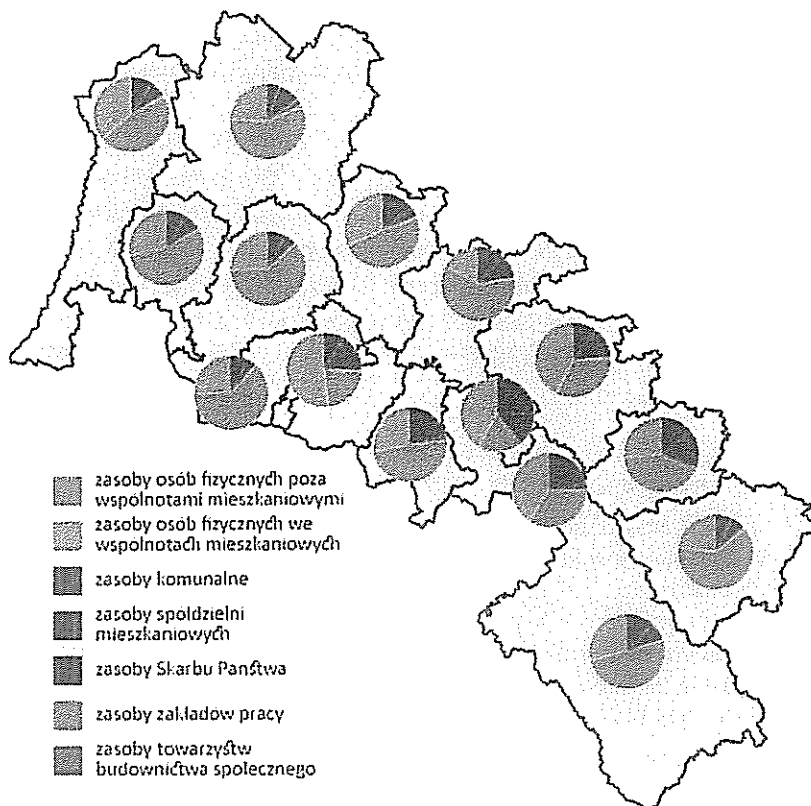 zasoby osób fizycznych poza
wspólnotami mieszkaniowymi
zasoby osób fizycznych we
wspólnotach mieszkaniowych
zasoby komunalne
zasoby spółdzielni
mieszkaniowych
zasoby Skarbu Państwa
zasoby zakładów pracy
zasoby towarzystw
budownictwa społecznego